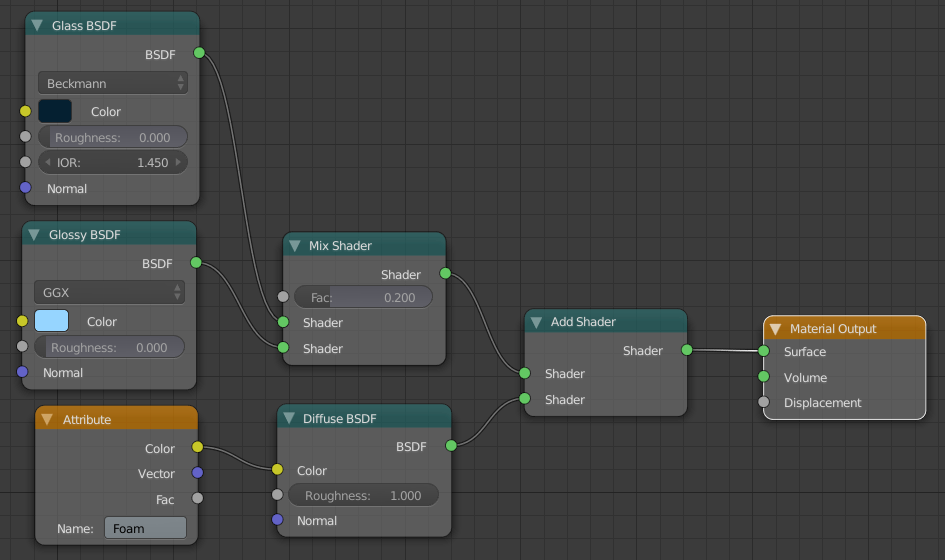 Glass BSDF
BSDF
Beckmann
Color
Roughness: 0.000
IOR: 1.450
Normal
Glossy BSDF
BSDF
GGX
Color
Roughness: 0.000
Normal
Attribute
Color
Vector
Fac
Name: Foam
Mix Shader
Shader
Fac: 0.200
Shader
Shader
Diffuse BSDF
BSDF
Color
Roughness: 1.000
Normal
Add Shader
Shader
Shader
Shader
Material Output
Surface
Volume
Displacement